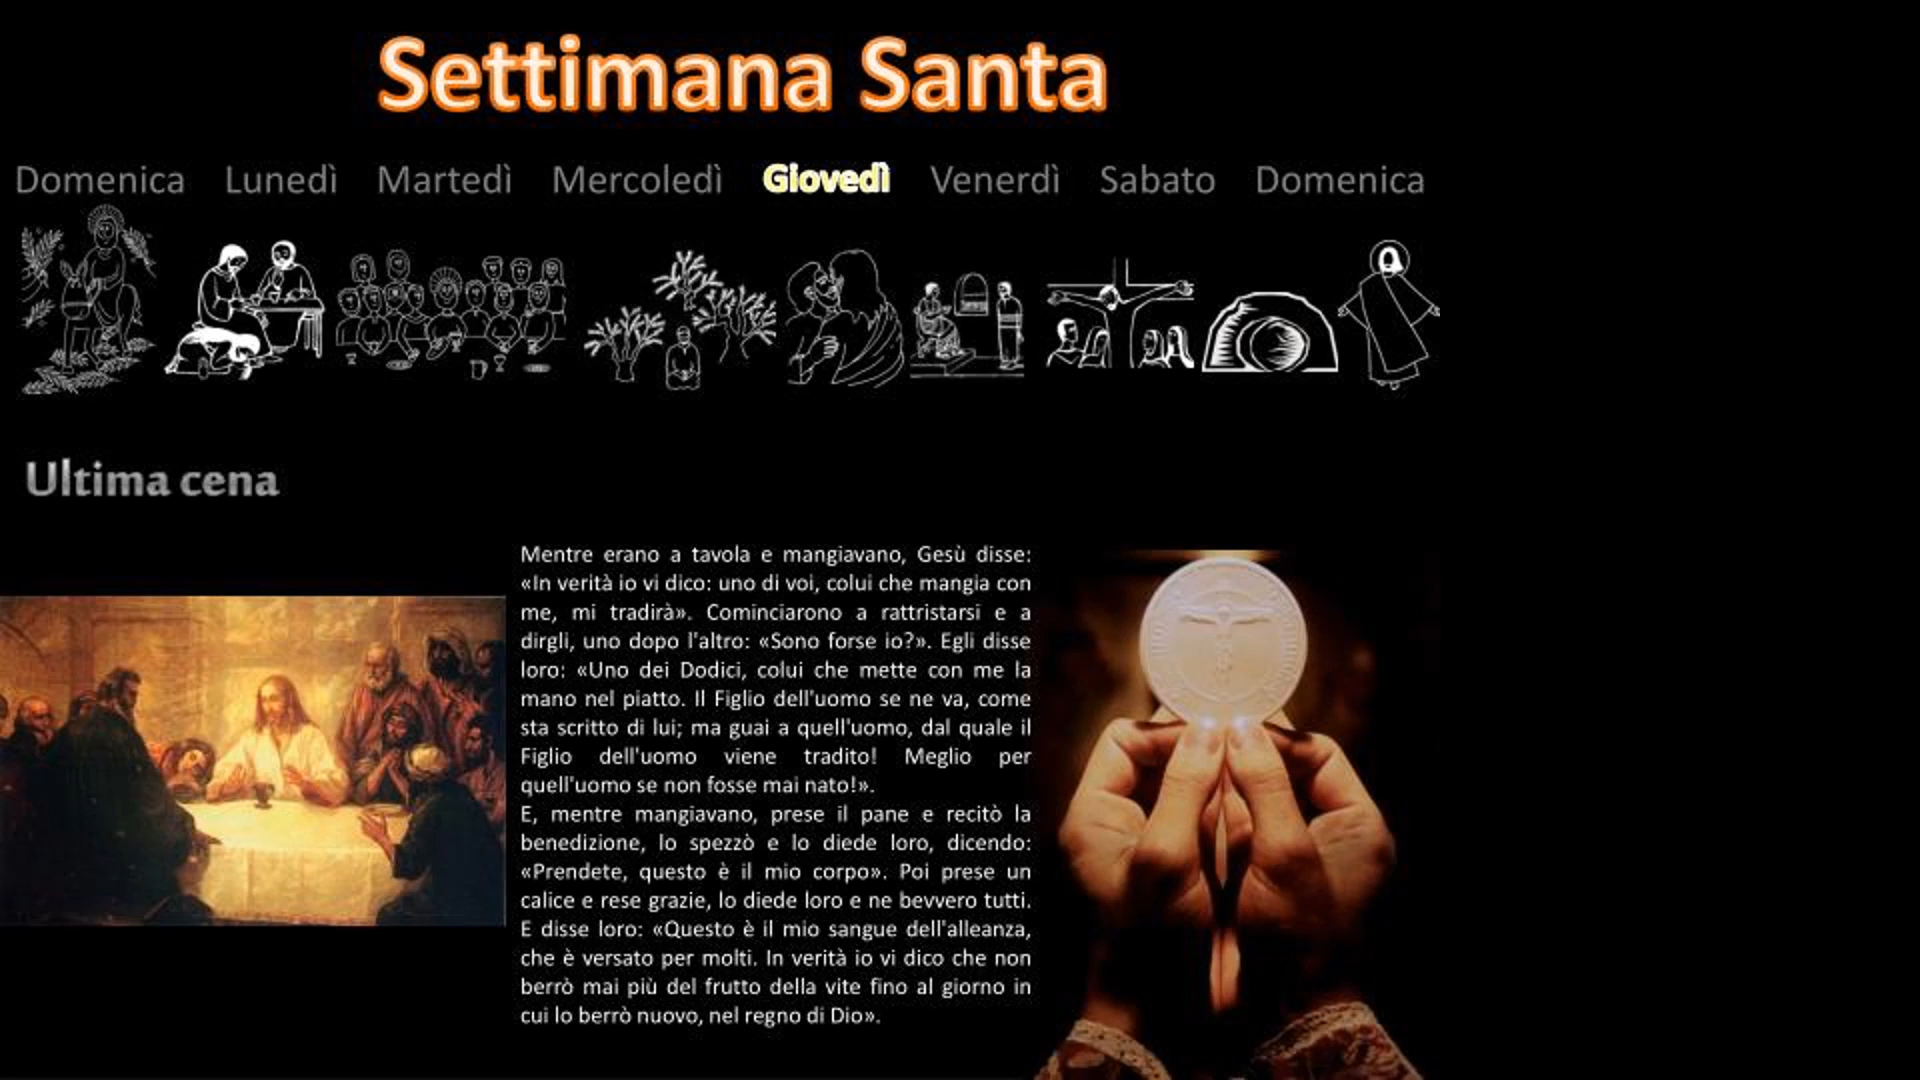 Settimana Santa
Domenica Lunedì Martedì Mercoledì Giovedì Venerdì Sabato Domenica
Ultima cena
Mentre erano a tavola e mangiavano, Gesù disse:
«In verità io vi dico: uno di voi, colui che mangia con
me, mi tradirà». Cominciarono a rattristarsi e a
dirgli, uno dopo l'altro: «Sono forse io?». Egli disse
loro: «Uno dei Dodici, colui che mette con me la
mano nel piatto. Il Figlio dell'uomo se ne va, come
sta scritto di lui; ma guai a quell'uomo, dal quale il
Figlio dell'uomo viene tradito! Meglio per
quell'uomo se non fosse mai nato!».
E, mentre mangiavano, prese il pane e recitò la
benedizione, lo spezzò e lo diede loro, dicendo:
«Prendete, questo è il mio corpo». Poi prese un
calice e rese grazie, lo diede loro e ne bevvero tutti.
E disse loro: «Questo è il mio sangue dell'alleanza,
che è versato per molti. In verità io vi dico che non
berrò mai più del frutto della vite fino al giorno in
cui lo berrò nuovo, nel regno di Dio».